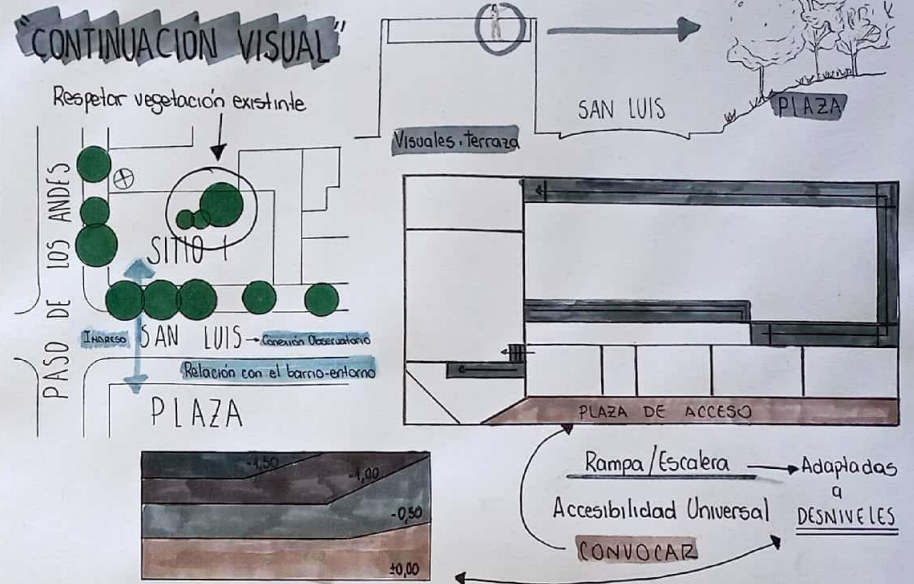 "CONTINUACIÓN VISUAL"
Respetar vegetación existente
SAN LUIS
PLAZA
Visuales. terraza
PASO DE LOS ANDES
SITIO 1
INGRESO
SAN LUIS
Conexión Observatorio
Relación con el barrio-entorno
PLAZA
PLAZA DE ACCESO
-1,50
-1,00
-0,50
±0,00
Rampa/Escalera
Adaptadas
a
DESNIVELES
Accesibilidad Universal
CONVOCAR